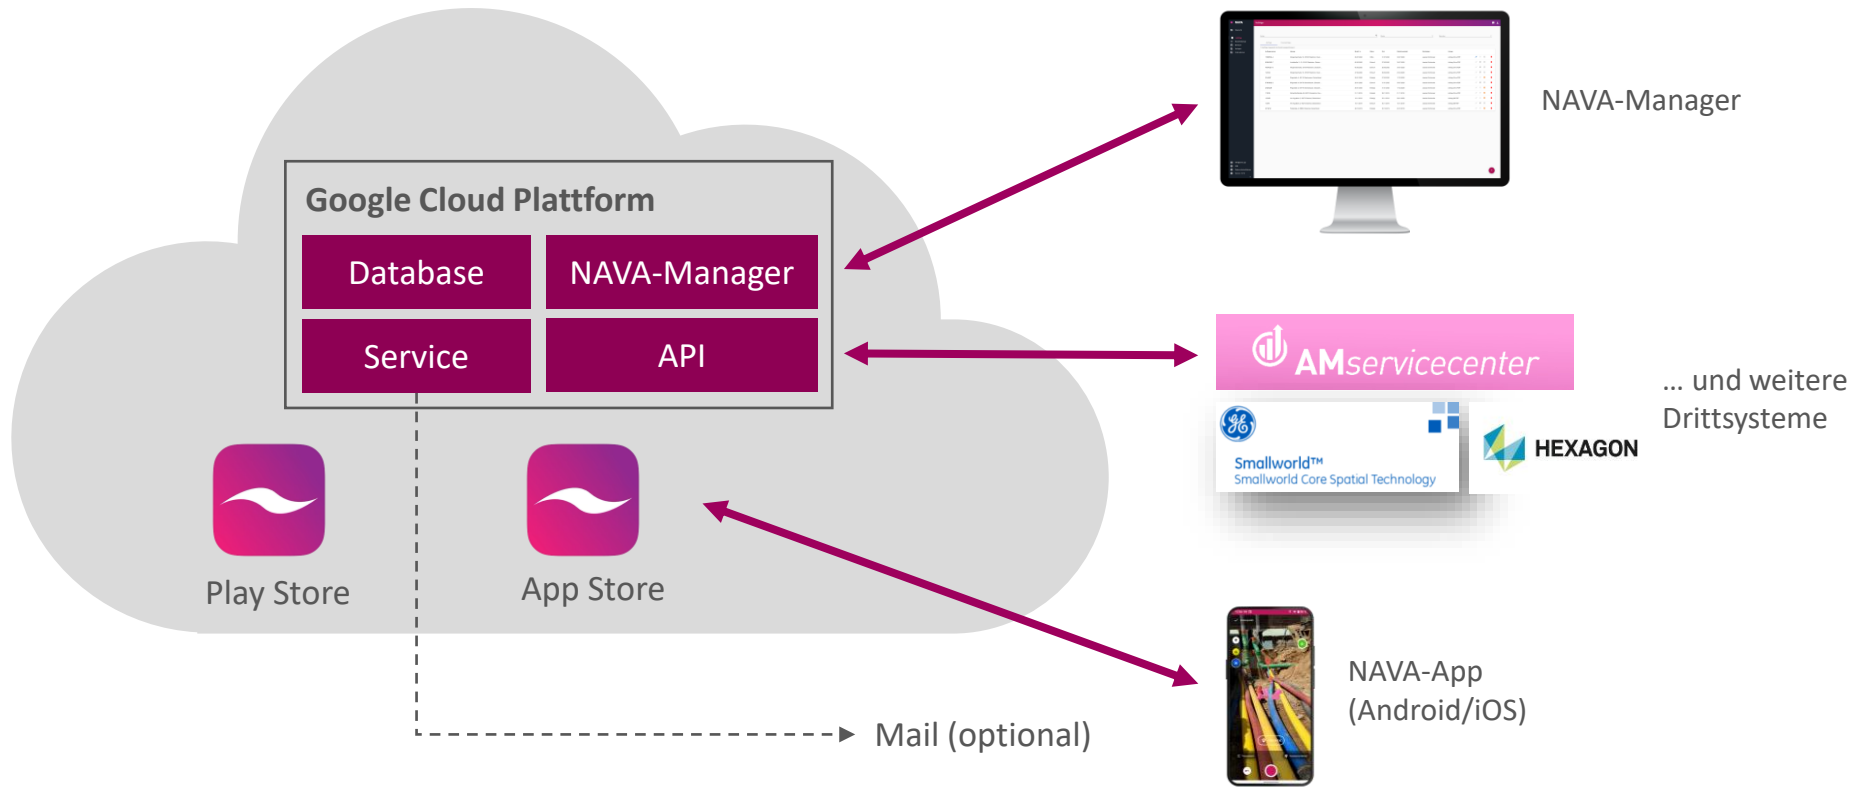 NAVA-Manager
Google Cloud Plattform
Database
NAVA-Manager
Service
API
AMservicecenter
... und weitere
Drittsysteme
Smallworld™
Smallworld Core Spatial Technology
HEXAGON
Play Store
App Store
NAVA-App
(Android/iOS)
Mail (optional)